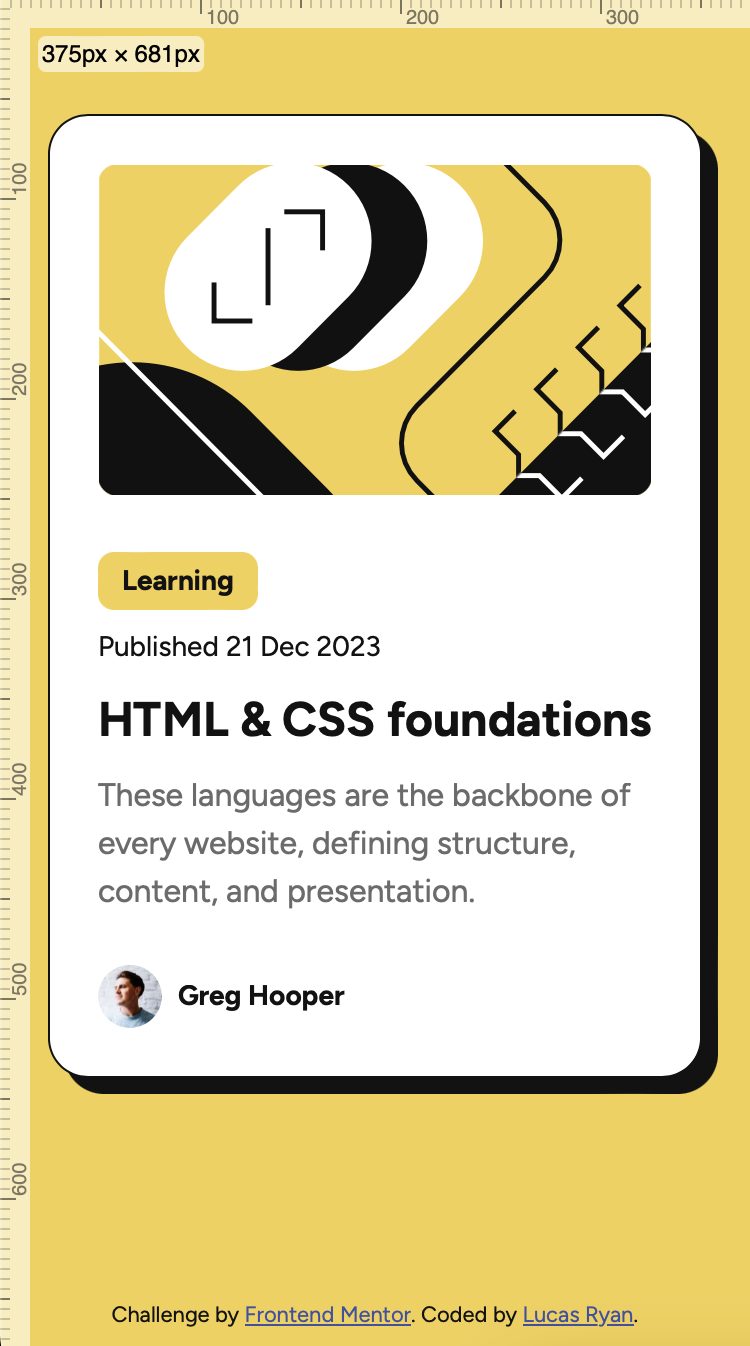 100
200
300
375px × 681px
100
200
300
400
500
600
Learning
Published 21 Dec 2023
HTML & CSS foundations
These languages are the backbone of
every website, defining structure,
content, and presentation.
Greg Hooper
Challenge by Frontend Mentor. Coded by Lucas Ryan.